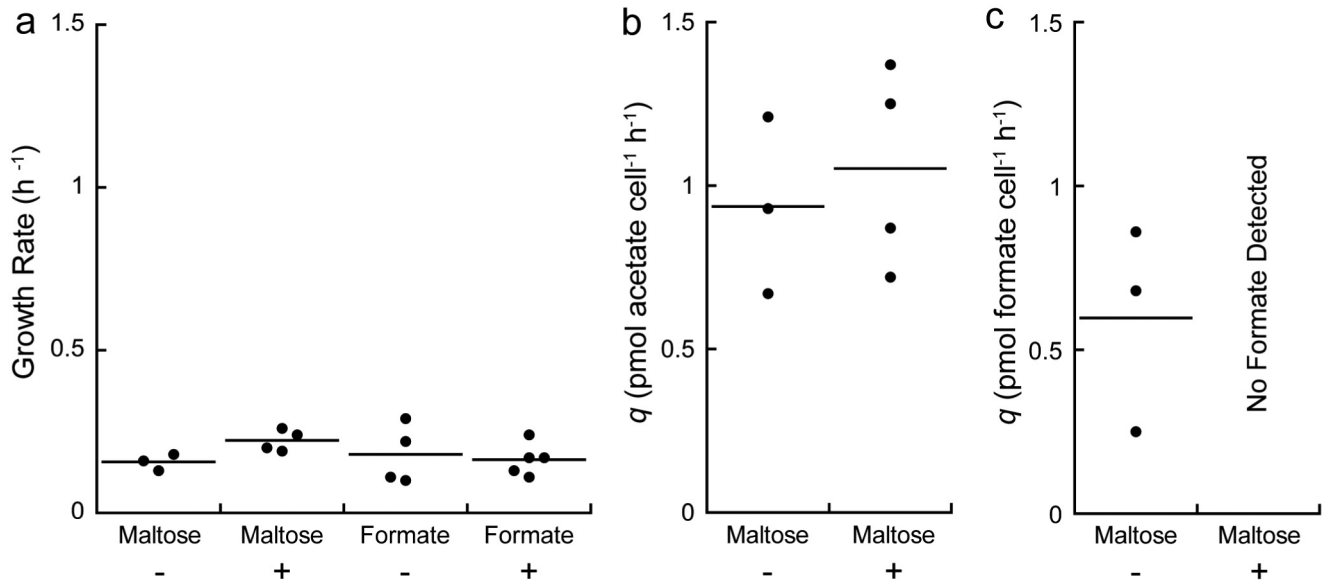 a
Growth Rate (h⁻¹)
1.5
1
0.5
0
Maltose Maltose Formate Formate
- + - +
b
q (pmol acetate cell⁻¹ h⁻¹)
1.5
1
0.5
0
Maltose Maltose
- +
c
q (pmol formate cell⁻¹ h⁻¹)
1.5
1
0.5
0
No Formate Detected
Maltose Maltose
- +